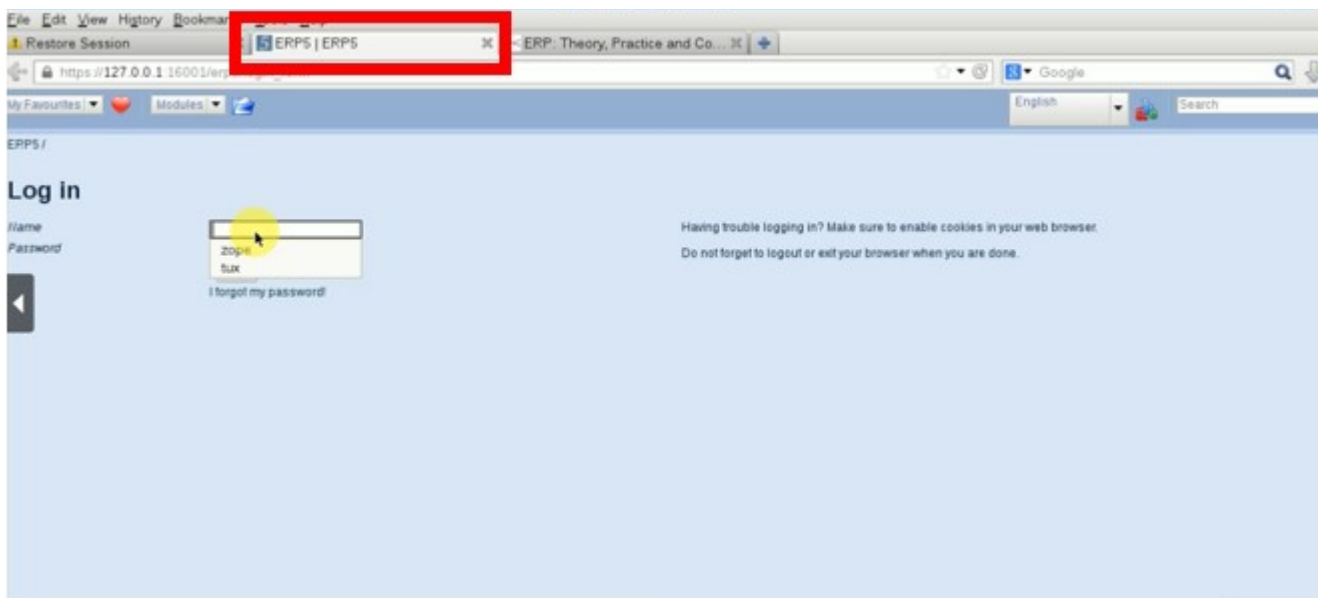 File Edit View History Bookmar
Restore Session ERP5 | ERP5 ERP: Theory, Practice and Co...
https://127.0.0.1:16001/erp Google
My Favourites Modules English Search
ERP5 /
Log in
Name
Password
zope
tux
I forgot my password!
Having trouble logging in? Make sure to enable cookies in your web browser.
Do not forget to logout or exit your browser when you are done.